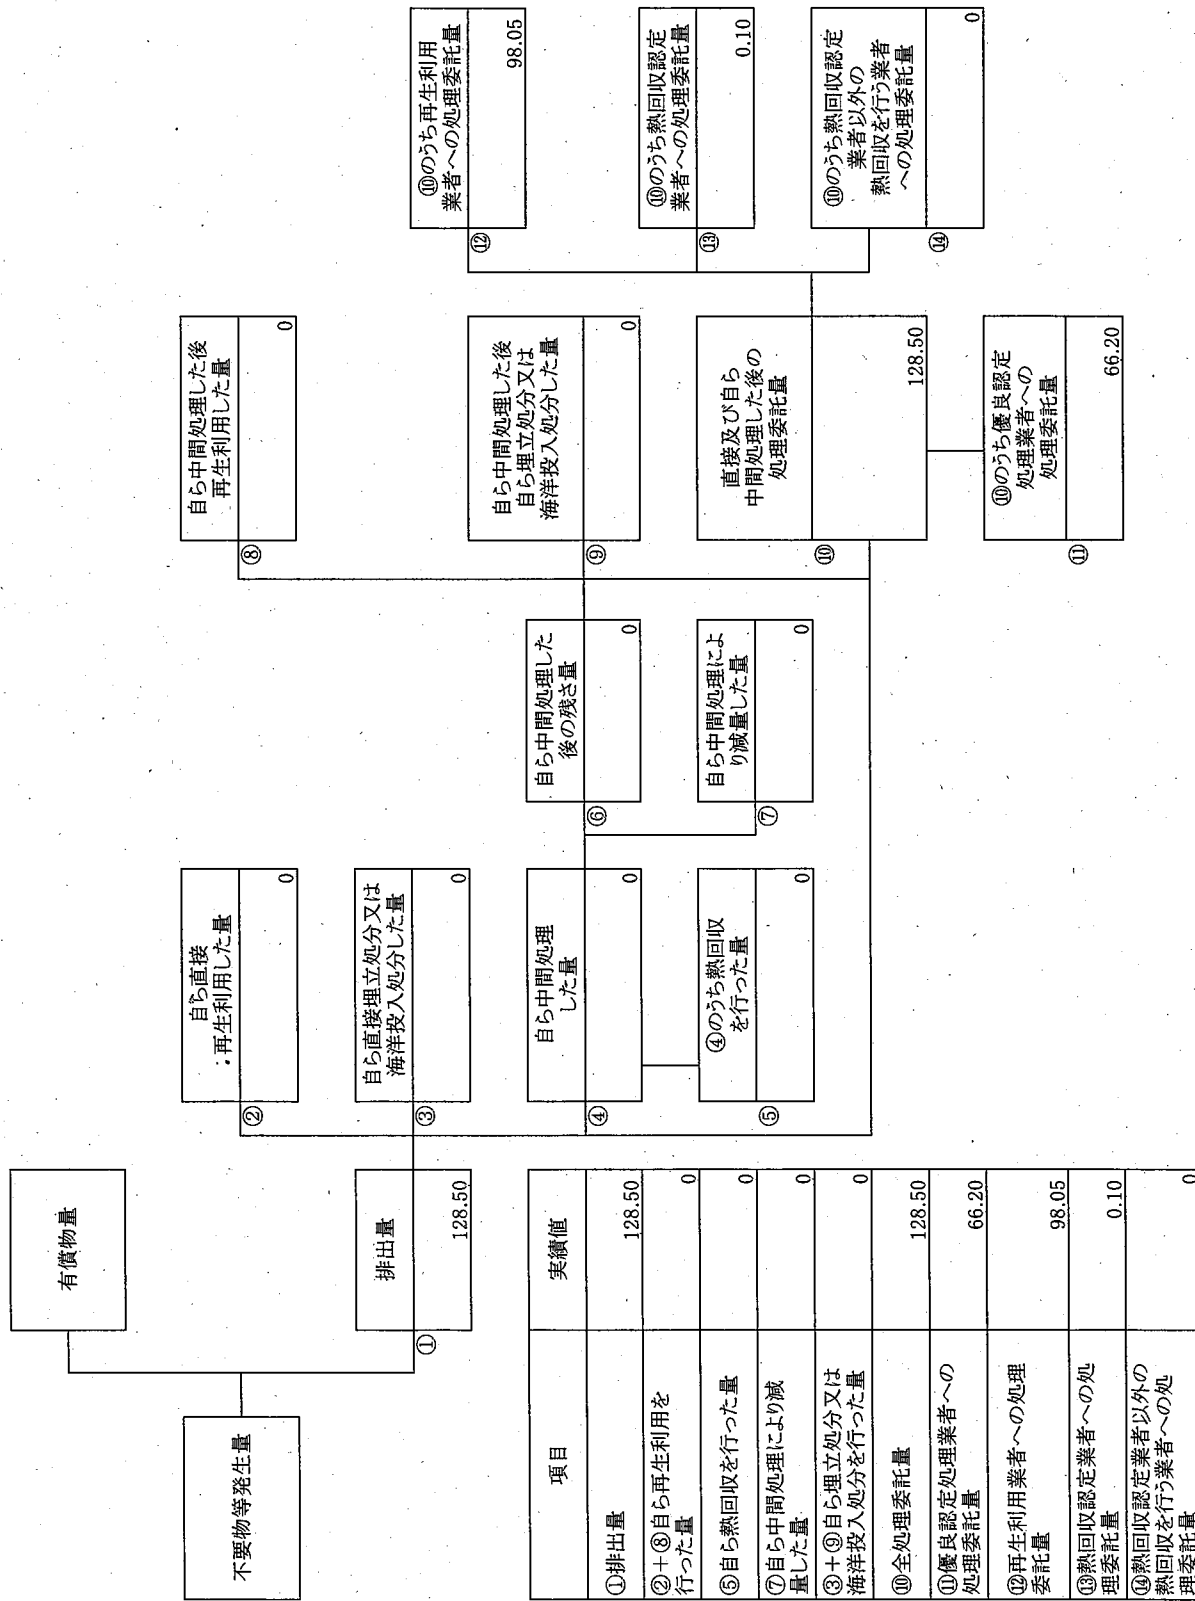 不要物等発生量
有償物量
排出量
①
128.50
自ら直接
再生利用した量
②
0
自ら直接埋立処分又は
海洋投入処分した量
③
0
自ら中間処理
した量
④
0
④のうち熱回収
を行った量
⑤
0
自ら中間処理した
後の残さ量
⑥
0
自ら中間処理によ
り減量した量
⑦
0
自ら中間処理した後
再生利用した量
⑧
0
自ら中間処理した後
自ら埋立処分又は
海洋投入処分した量
⑨
0
直接及び自ら
中間処理した後の
処理委託量
⑩
128.50
⑩のうち優良認定
処理業者への
処理委託量
⑪
66.20
⑩のうち再生利用
業者への処理委託量
⑫
98.05
⑩のうち熱回収認定
業者への処理委託量
⑬
0.10
⑩のうち熱回収認定
業者以外の
熱回収を行う業者
への処理委託量
⑭
0
項目 実績値
①排出量 128.50
②+⑧自ら再生利用を
行った量 0
⑤自ら熱回収を行った量 0
⑦自ら中間処理により減
量した量 0
③+⑨自ら埋立処分又は
海洋投入処分を行った量 0
⑩全処理委託量 128.50
⑪優良認定処理業者への
処理委託量 66.20
⑫再生利用業者への処理
委託量 98.05
⑬熱回収認定業者への処
理委託量 0.10
⑭熱回収認定業者以外の
熱回収を行う業者への処
理委託量 0